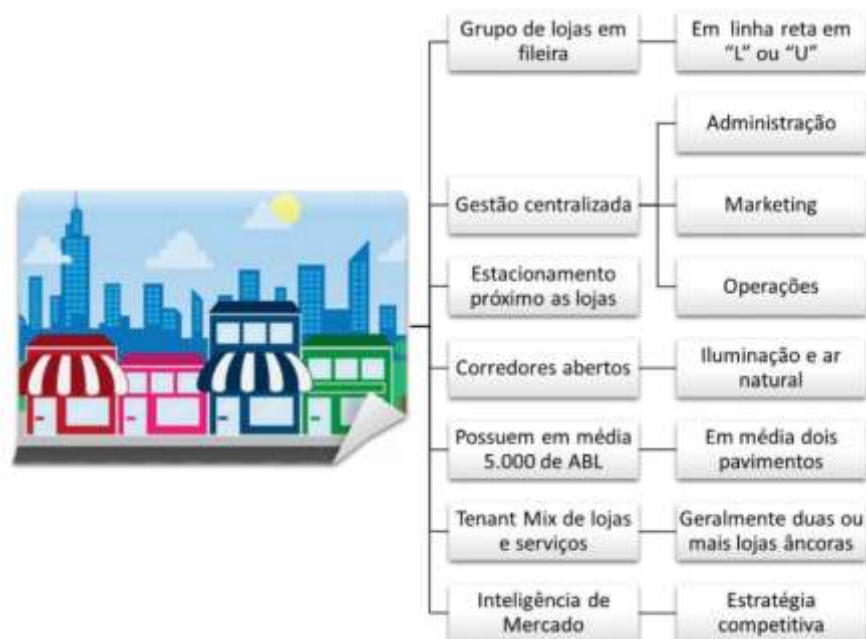 Grupo de lojas em
fileira
Em linha reta em
“L” ou “U”
Gestão centralizada
Administração
Marketing
Operações
Estacionamento
próximo as lojas
Corredores abertos
Iluminação e ar
natural
Possuem em média
5.000 de ABL
Em média dois
pavimentos
Tenant Mix de lojas
e serviços
Geralmente duas ou
mais lojas âncoras
Inteligência de
Mercado
Estratégia
competitiva